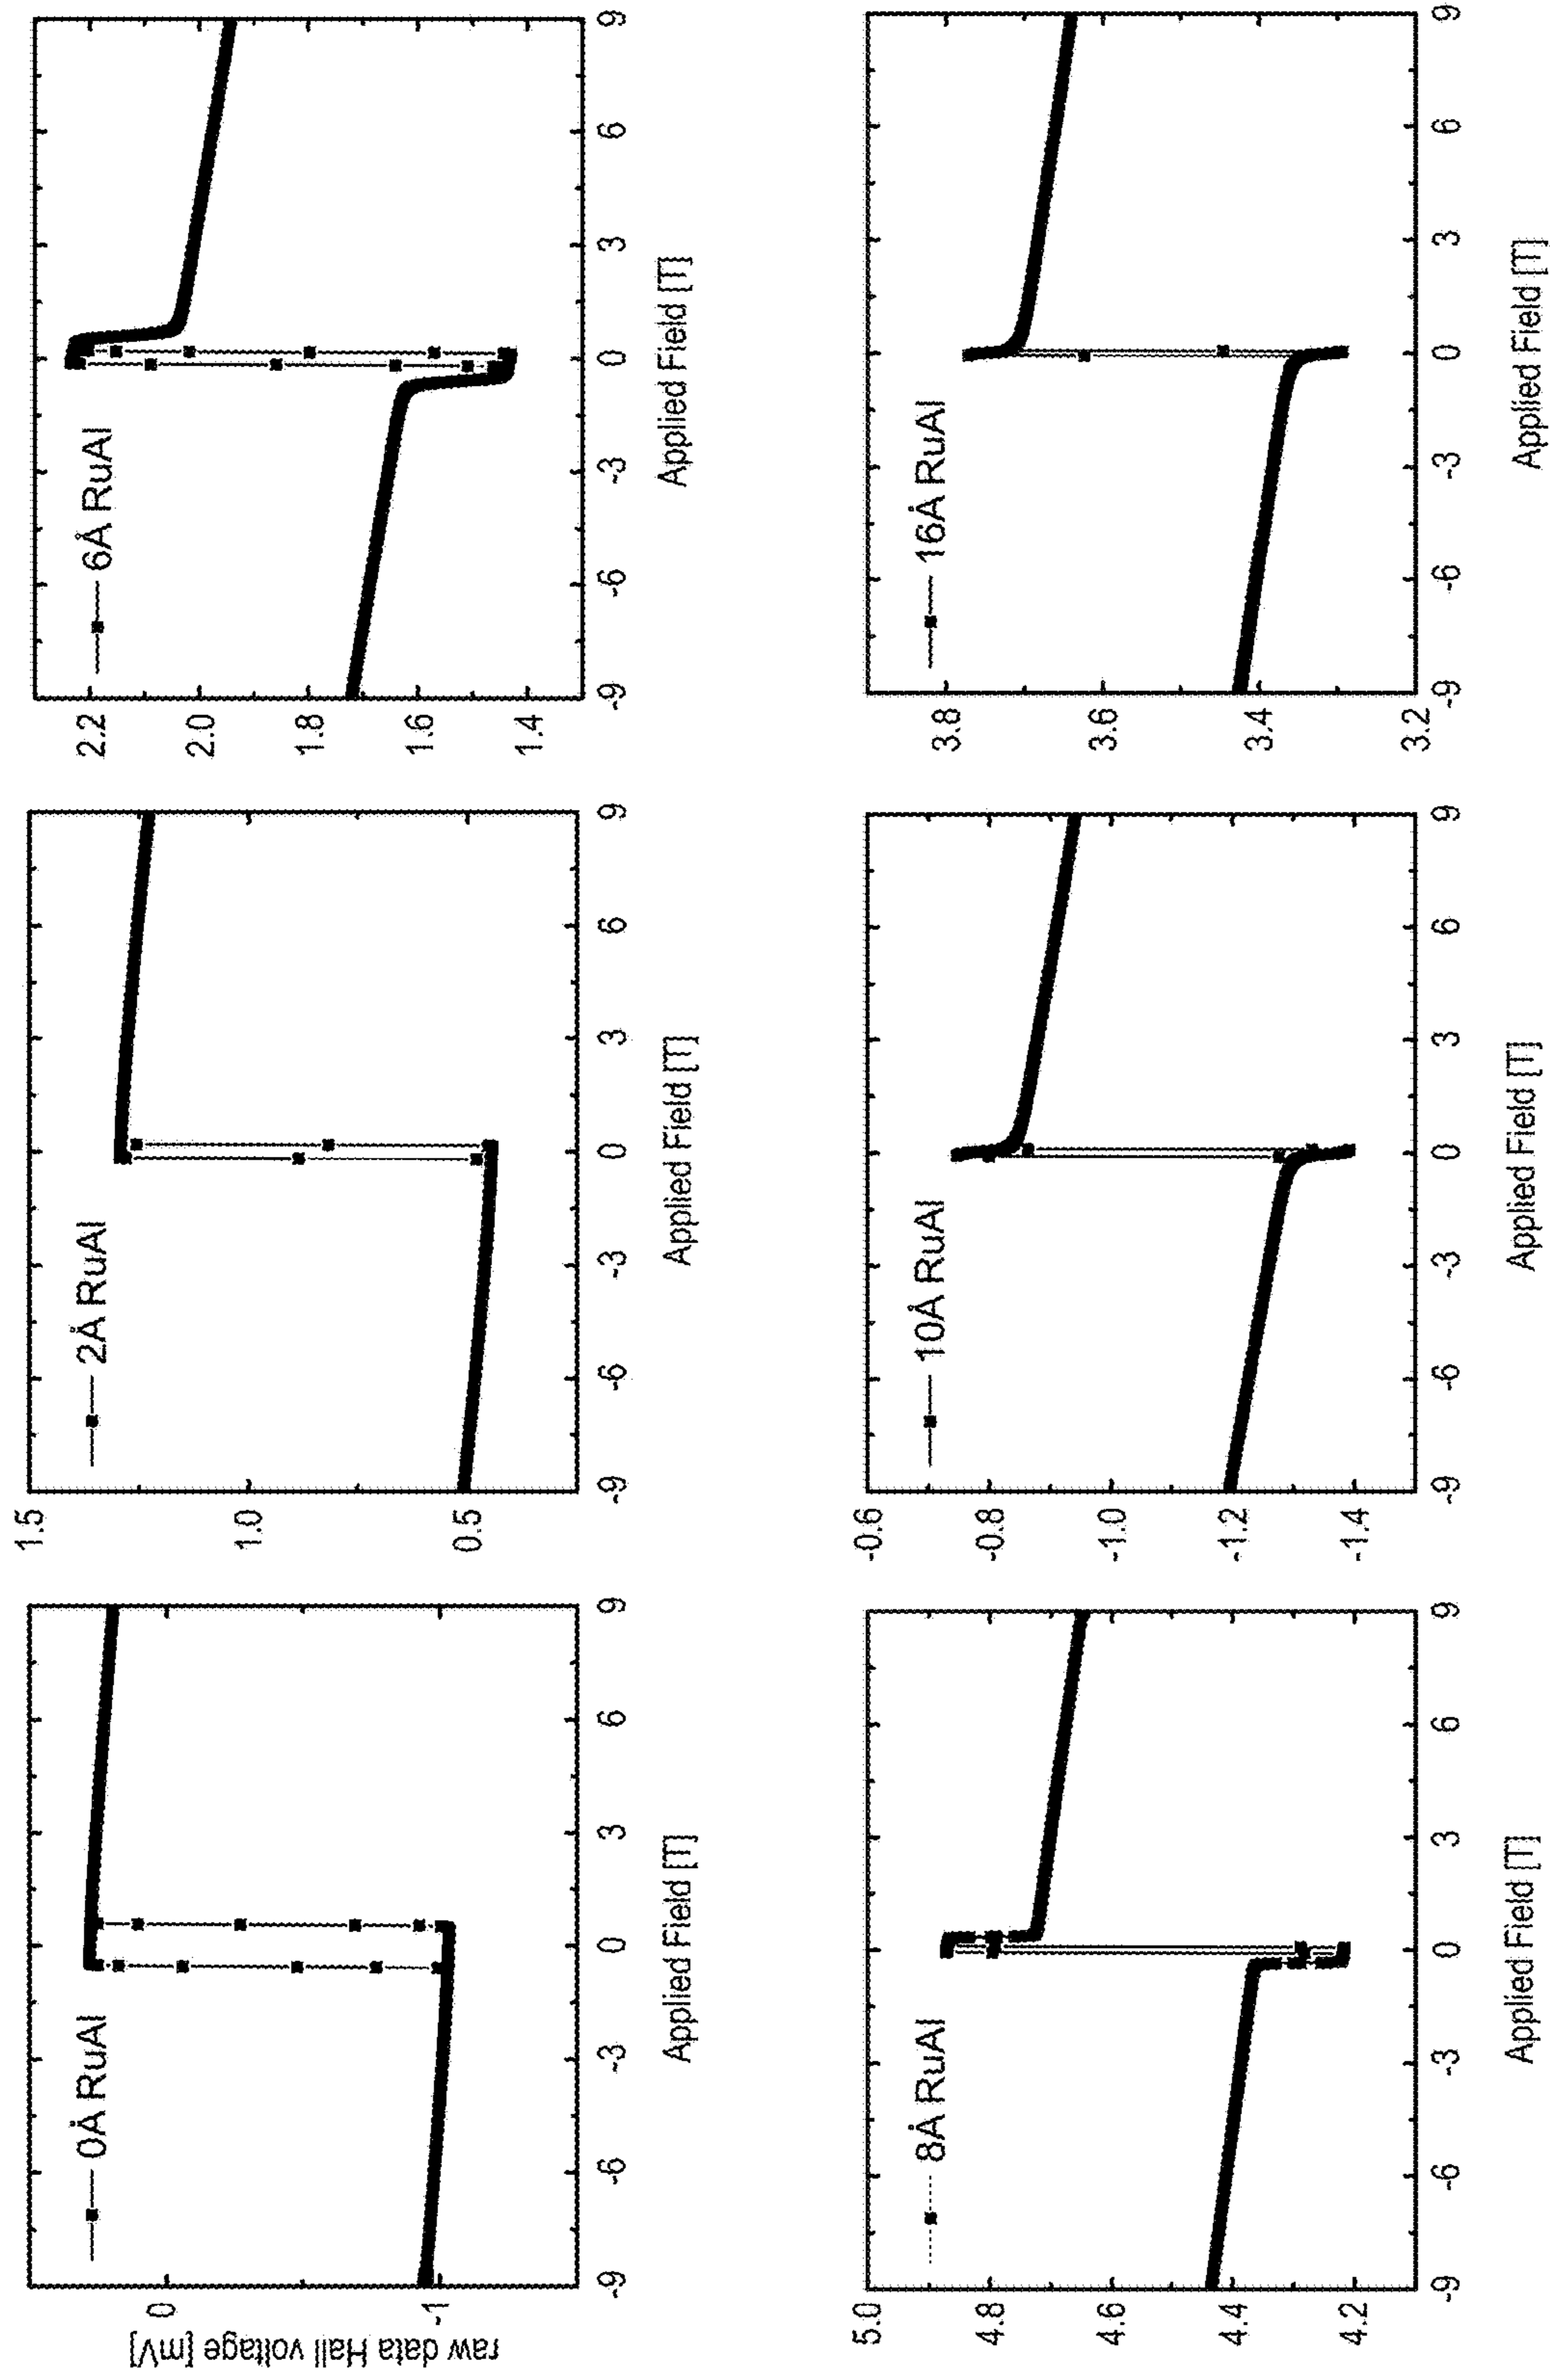 raw data Hall voltage [mV]
0
-1
0Å RuAl
-9 -6 -3 0 3 6 9
Applied Field [T]
1.5
1.0
0.5
2Å RuAl
-9 -6 -3 0 3 6 9
Applied Field [T]
2.2
2.0
1.8
1.6
1.4
6Å RuAl
-9 -6 -3 0 3 6 9
Applied Field [T]
5.0
4.8
4.6
4.4
4.2
8Å RuAl
-9 -6 -3 0 3 6 9
Applied Field [T]
-0.6
-0.8
-1.0
-1.2
-1.4
10Å RuAl
-9 -6 -3 0 3 6 9
Applied Field [T]
3.8
3.6
3.4
3.2
16Å RuAl
-9 -6 -3 0 3 6 9
Applied Field [T]